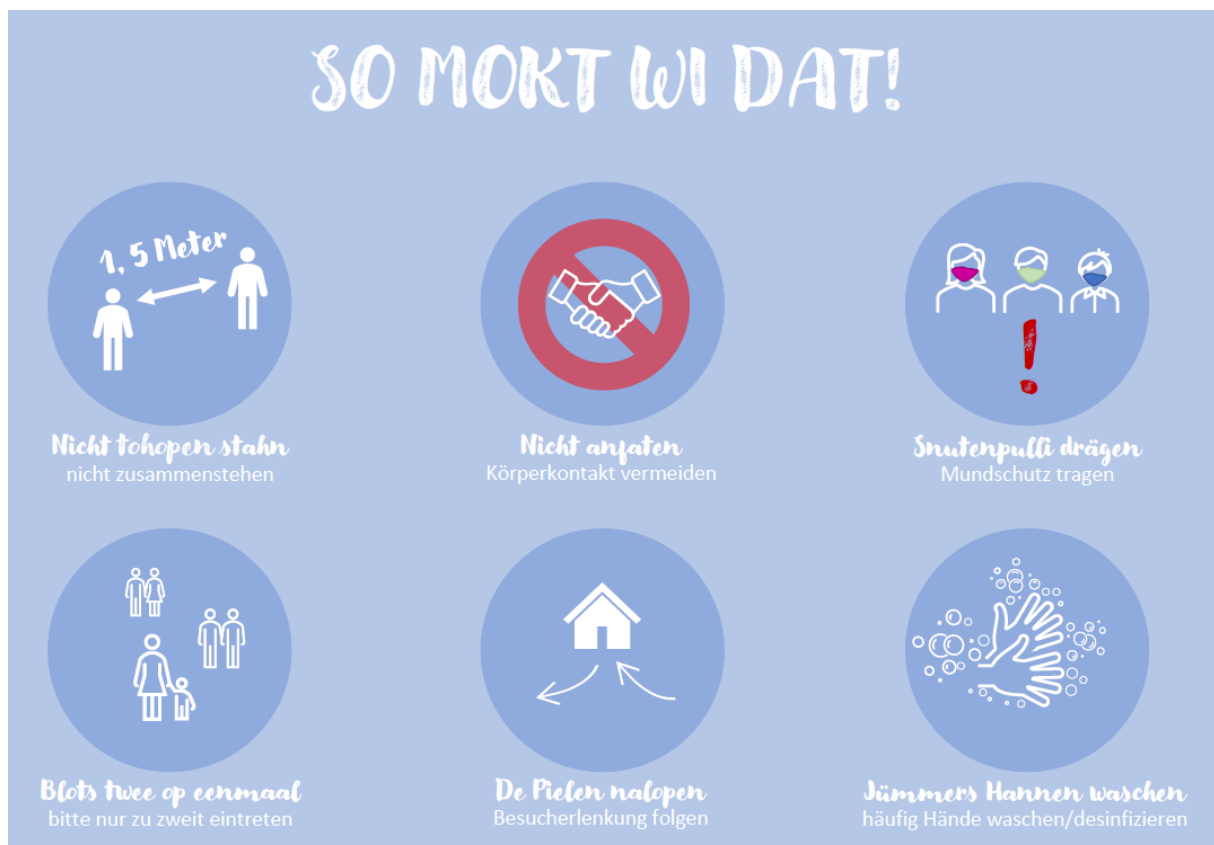 SO MOKT WI DAT!
1, 5 Meter
Nicht tohopen stahn
nicht zusammenstehen
Nicht anfaten
Körperkontakt vermeiden
Snutenpulli drägen
Mundschutz tragen
Blots twee op eenmaal
bitte nur zu zweit eintreten
De Pielen nalopen
Besucherlenkung folgen
Jümmers Hannen waschen
häufig Hände waschen/desinfizieren